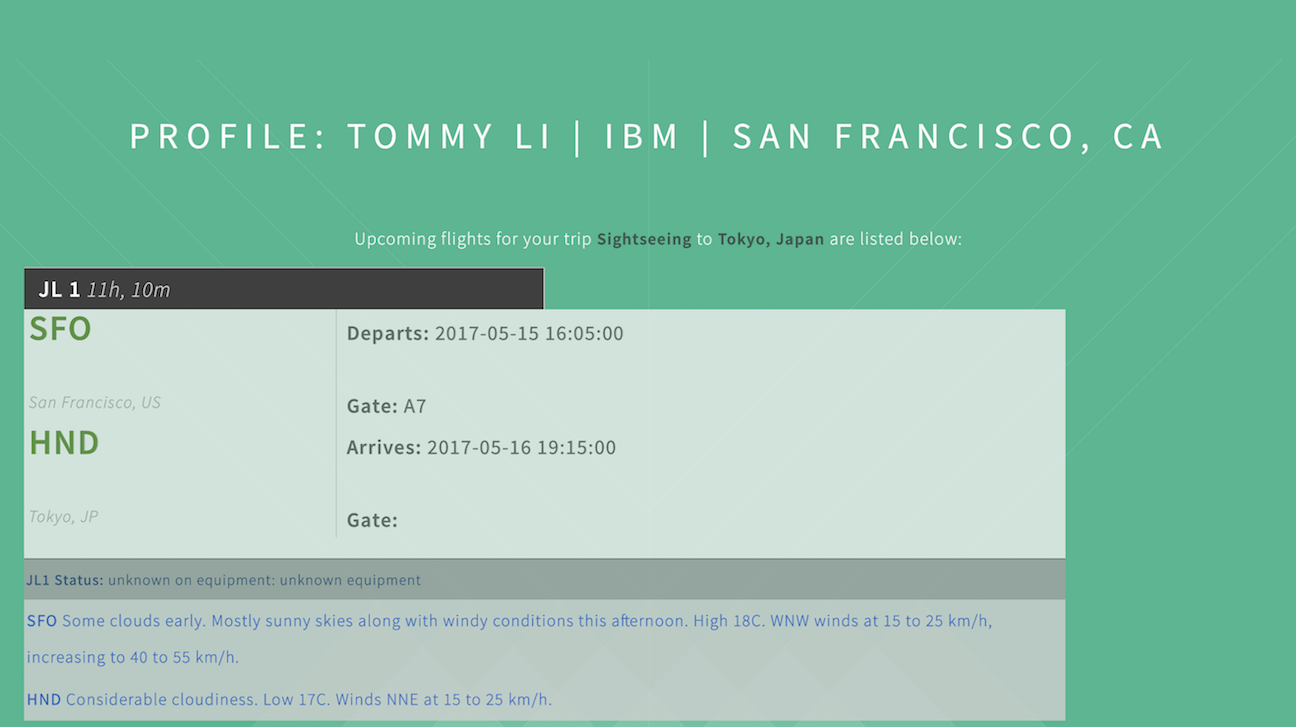 PROFILE: TOMMY LI | IBM | SAN FRANCISCO, CA
Upcoming flights for your trip Sightseeing to Tokyo, Japan are listed below:
JL 1 11h, 10m
SFO
Departs: 2017-05-15 16:05:00
San Francisco, US
Gate: A7
HND
Arrives: 2017-05-16 19:15:00
Tokyo, JP
Gate:
JL1 Status: unknown on equipment: unknown equipment
SFO Some clouds early. Mostly sunny skies along with windy conditions this afternoon. High 18C. WNW winds at 15 to 25 km/h,
increasing to 40 to 55 km/h.
HND Considerable cloudiness. Low 17C. Winds NNE at 15 to 25 km/h.